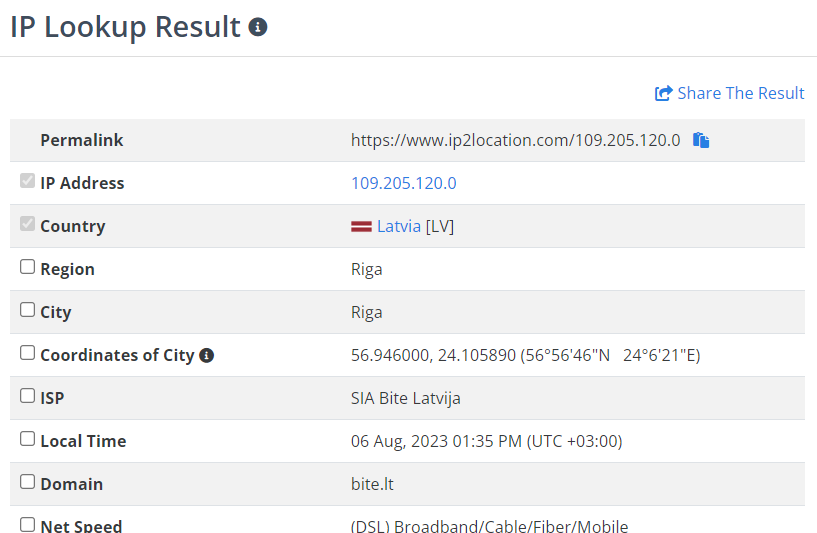 IP Lookup Result
Share The Result
Permalink https://www.ip2location.com/109.205.120.0
IP Address 109.205.120.0
Country Latvia [LV]
Region Riga
City Riga
Coordinates of City 56.946000, 24.105890 (56°56'46"N 24°6'21"E)
ISP SIA Bite Latvija
Local Time 06 Aug, 2023 01:35 PM (UTC +03:00)
Domain bite.lt
Net Speed (DSL) Broadband/Cable/Fiber/Mobile